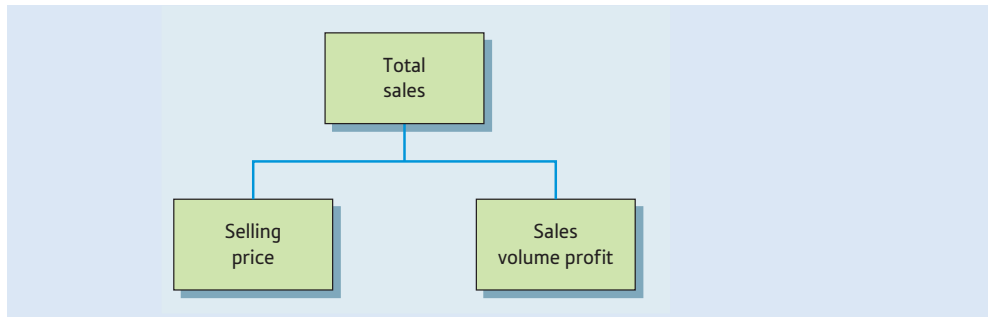 Total
sales
Selling
price
Sales
volume profit